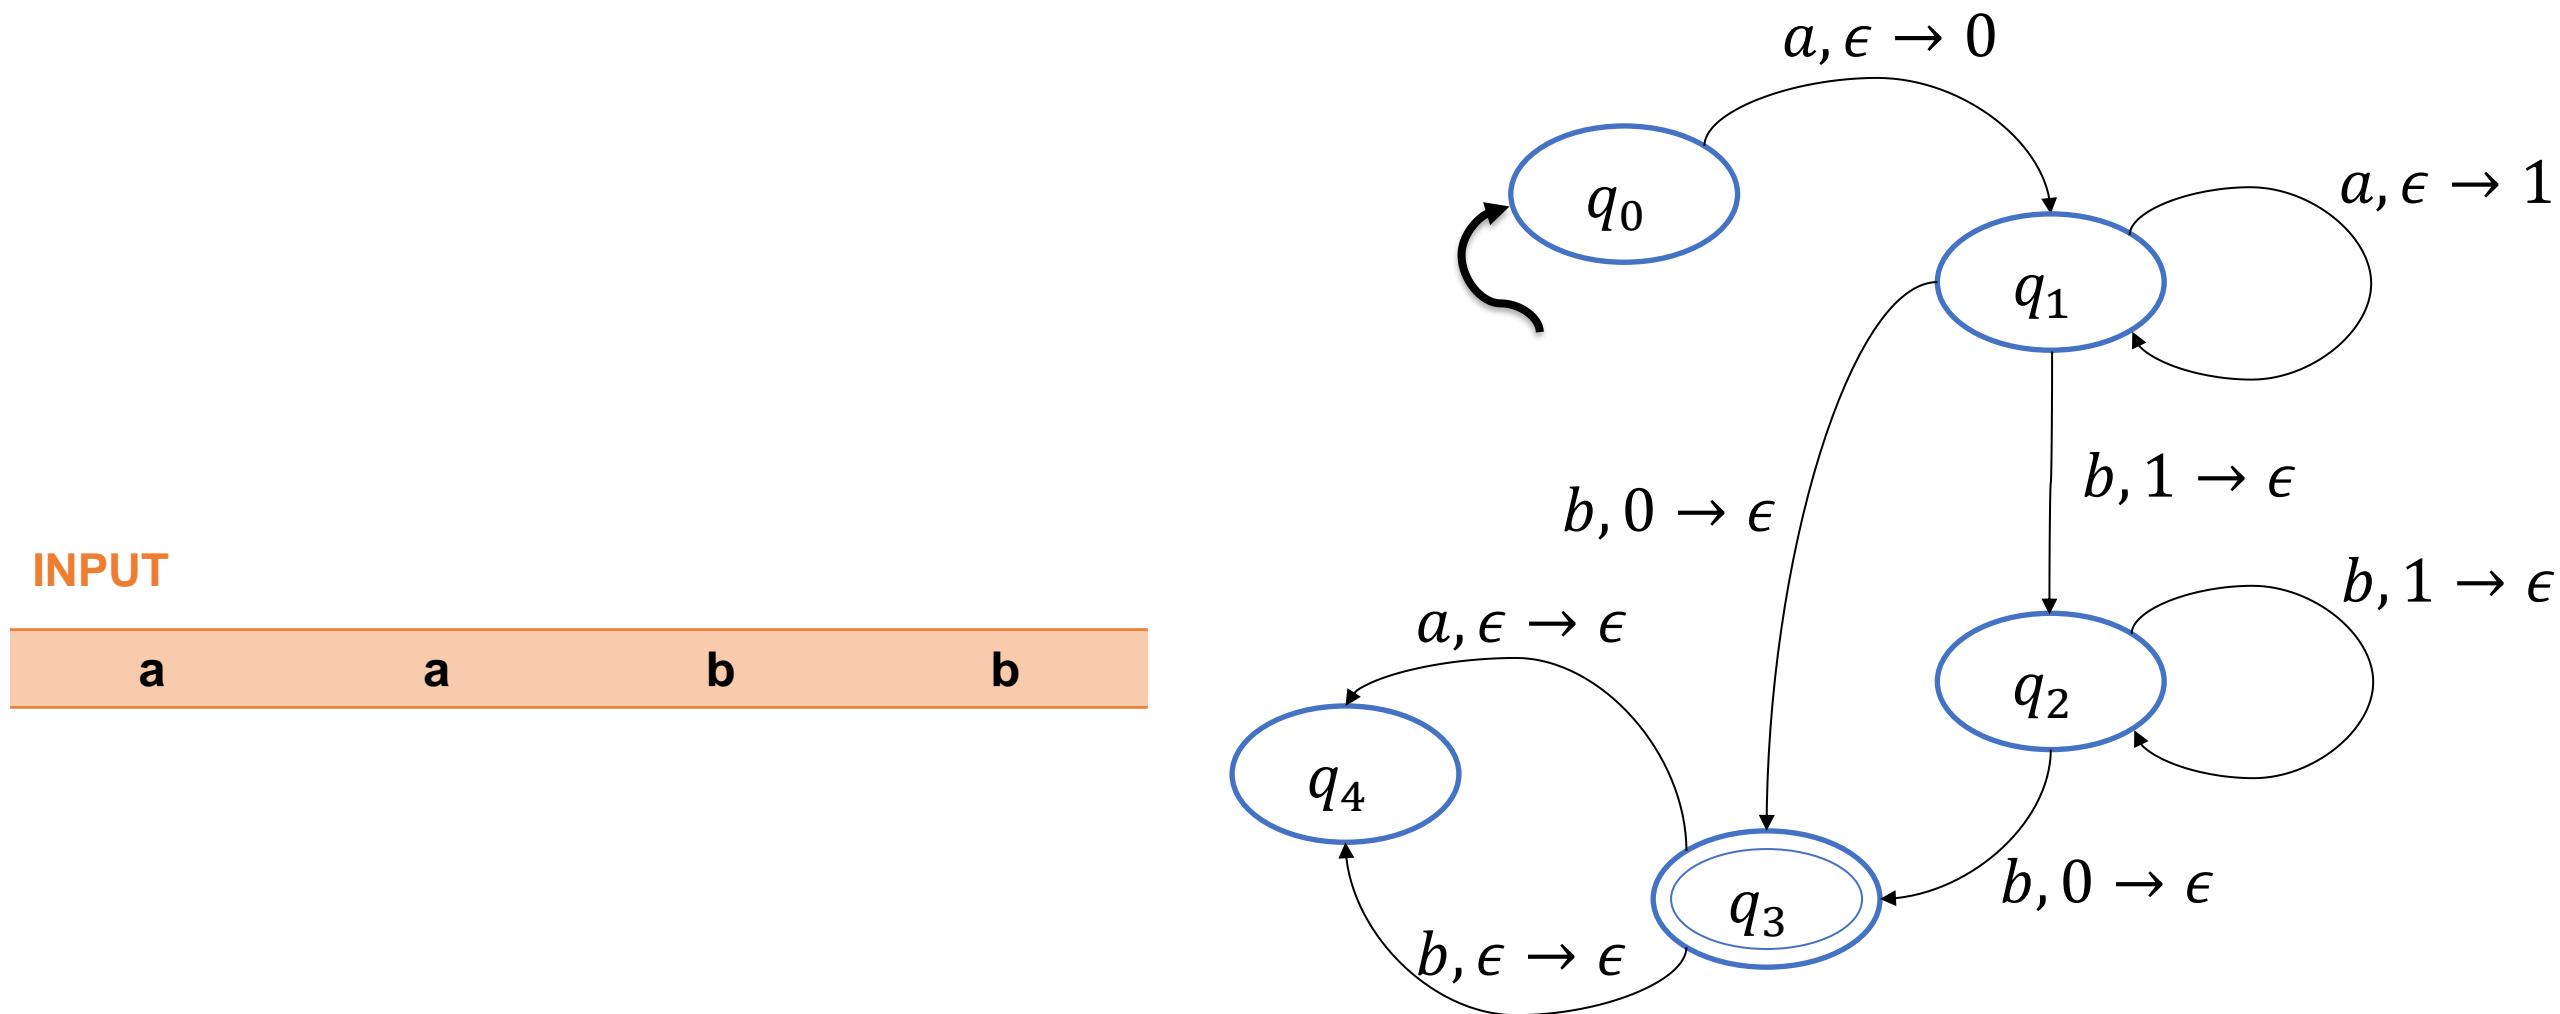 a, ϵ → 0
q₀
a, ϵ → 1
q₁
b, 1 → ϵ
b, 0 → ϵ
INPUT
b, 1 → ϵ
a, ϵ → ϵ
a a b b
q₂
q₄
b, 0 → ϵ
q₃
b, ϵ → ϵ